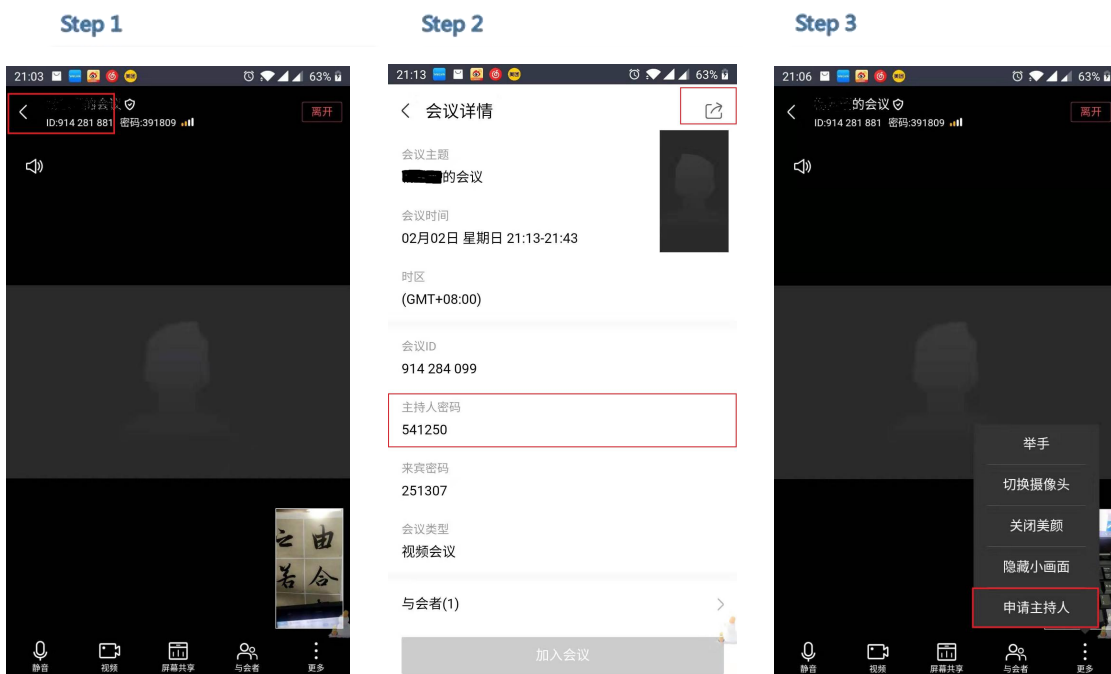 Step 1
Step 2
Step 3
21:03
63%
的会议
ID:914 281 881 密码:391809
离开
由
若
合
静音
视频
屏幕共享
与会者
更多
21:13
63%
会议详情
会议主题
的会议
会议时间
02月02日 星期日 21:13-21:43
时区
(GMT+08:00)
会议ID
914 284 099
主持人密码
541250
来宾密码
251307
会议类型
视频会议
与会者(1)
加入会议
21:06
63%
的会议
ID:914 281 881 密码:391809
离开
举手
切换摄像头
关闭美颜
隐藏小画面
申请主持人
静音
视频
屏幕共享
与会者
更多